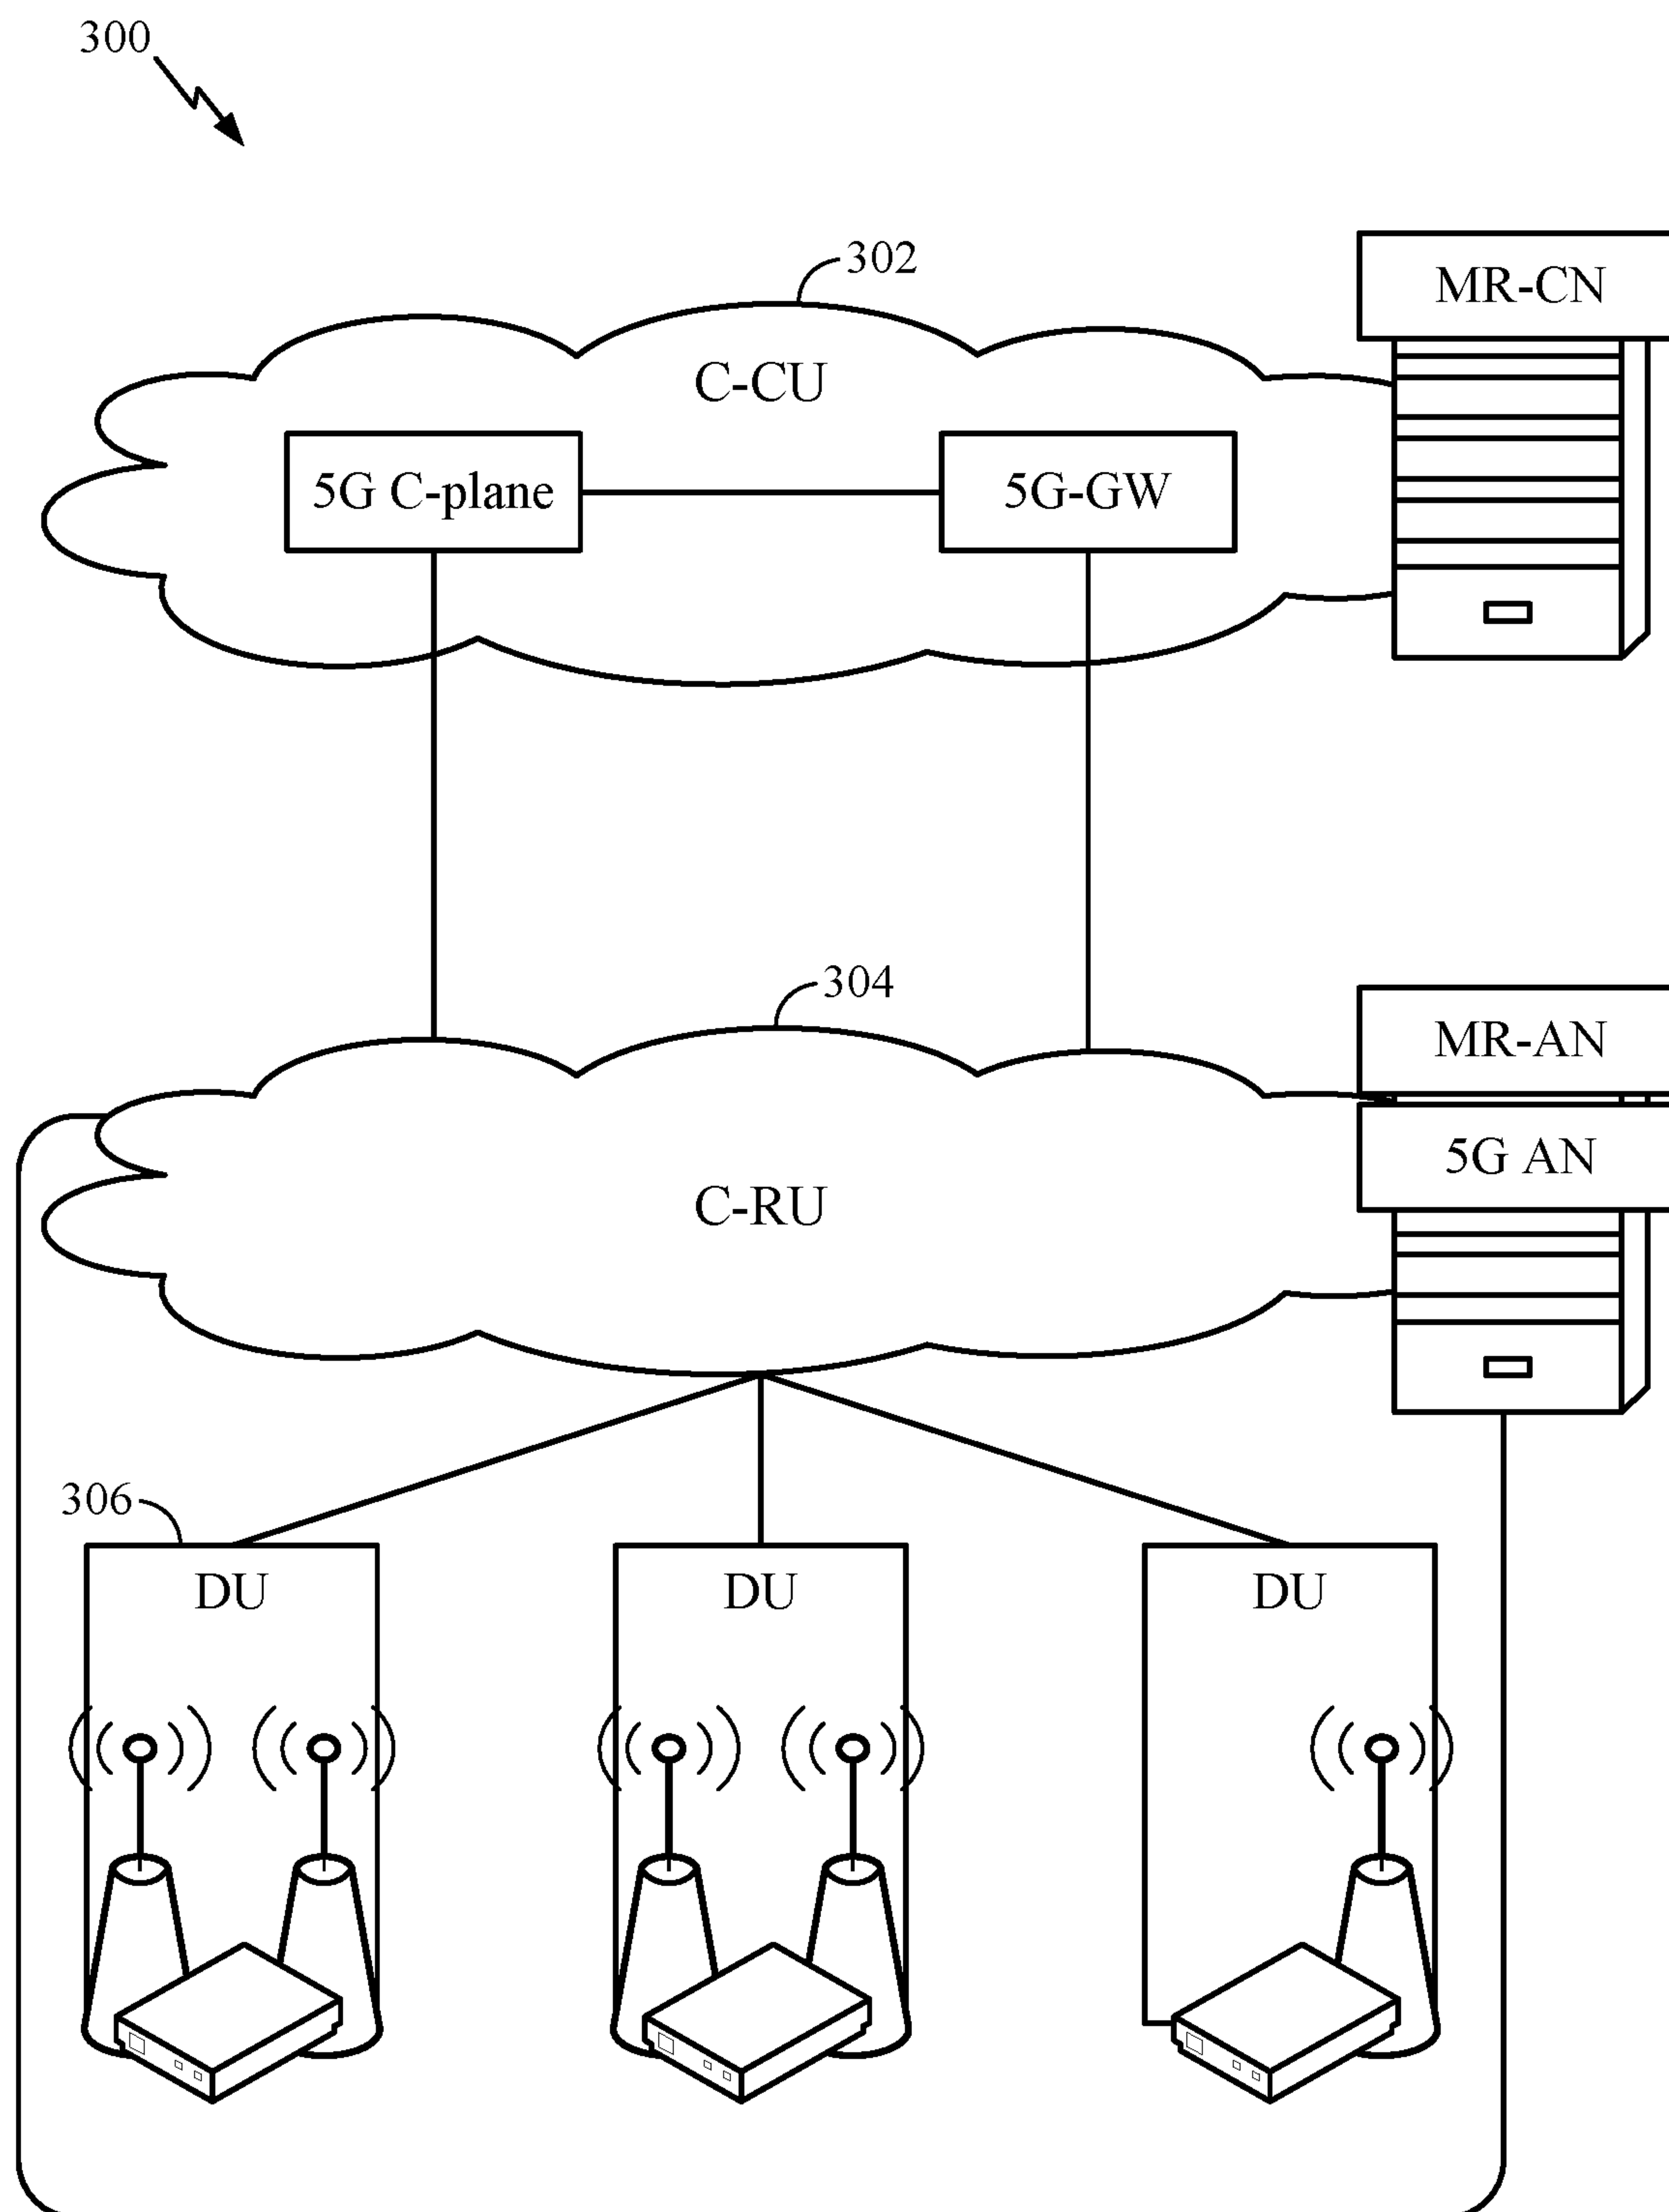 300
302
MR-CN
C-CU
5G C-plane
5G-GW
304
MR-AN
5G AN
C-RU
306
DU
DU
DU